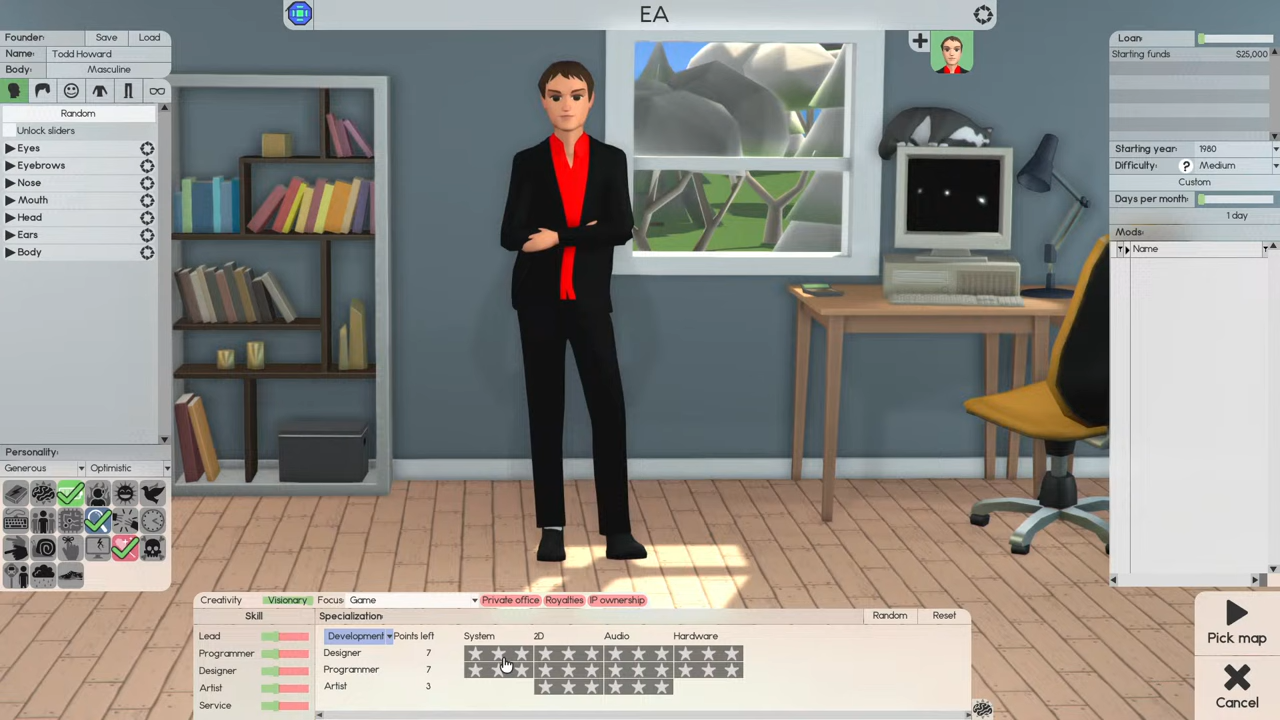 EA
Founder: Save Load
Name: Todd Howard
Body: Masculine
Random
Unlock sliders
Eyes
Eyebrows
Nose
Mouth
Head
Ears
Body
Personality:
Generous Optimistic
Loan:
Starting funds $25,000
Starting year: 1980
Difficulty: ? Medium
Custom
Days per month:
1 day
Mods:
Name
Creativity Visionary Focus: Game Private office Royalties IP ownership
Skill Specialization: Random Reset
Lead Development Points left System 2D Audio Hardware
Programmer Designer 7
Designer Programmer 7
Artist Artist 3
Service
Pick map
Cancel